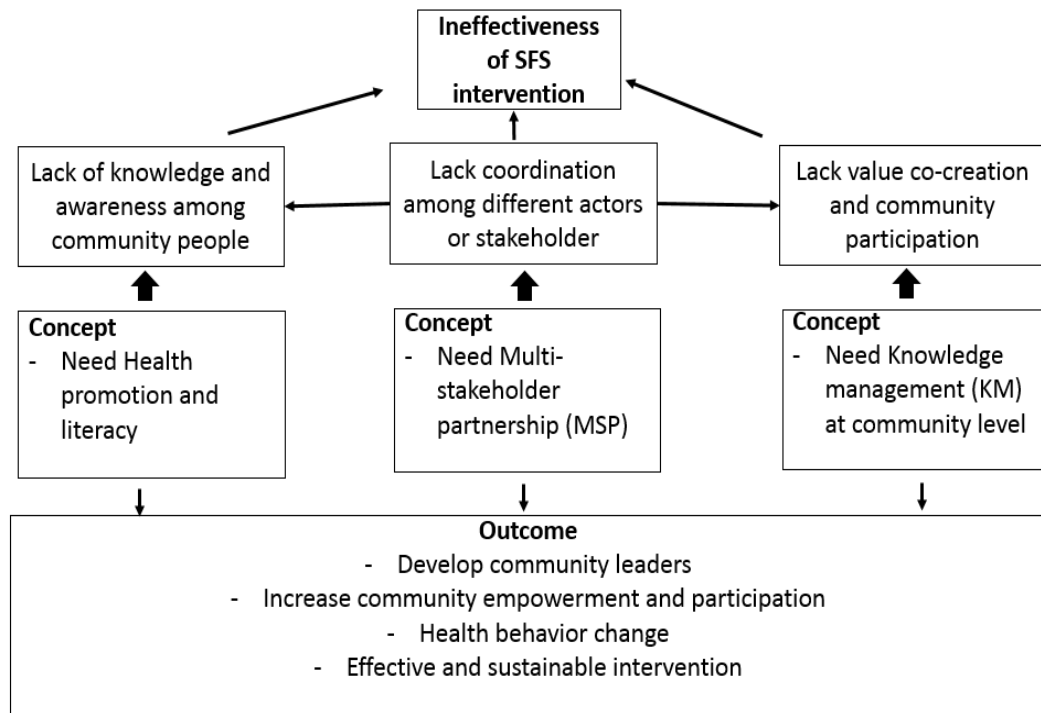 Ineffectiveness
of SFS
intervention
Lack of knowledge and
awareness among
community people
Lack coordination
among different actors
or stakeholder
Lack value co-creation
and community
participation
Concept
- Need Health
promotion and
literacy
Concept
- Need Multi-
stakeholder
partnership (MSP)
Concept
- Need Knowledge
management (KM)
at community level
Outcome
- Develop community leaders
- Increase community empowerment and participation
- Health behavior change
- Effective and sustainable intervention